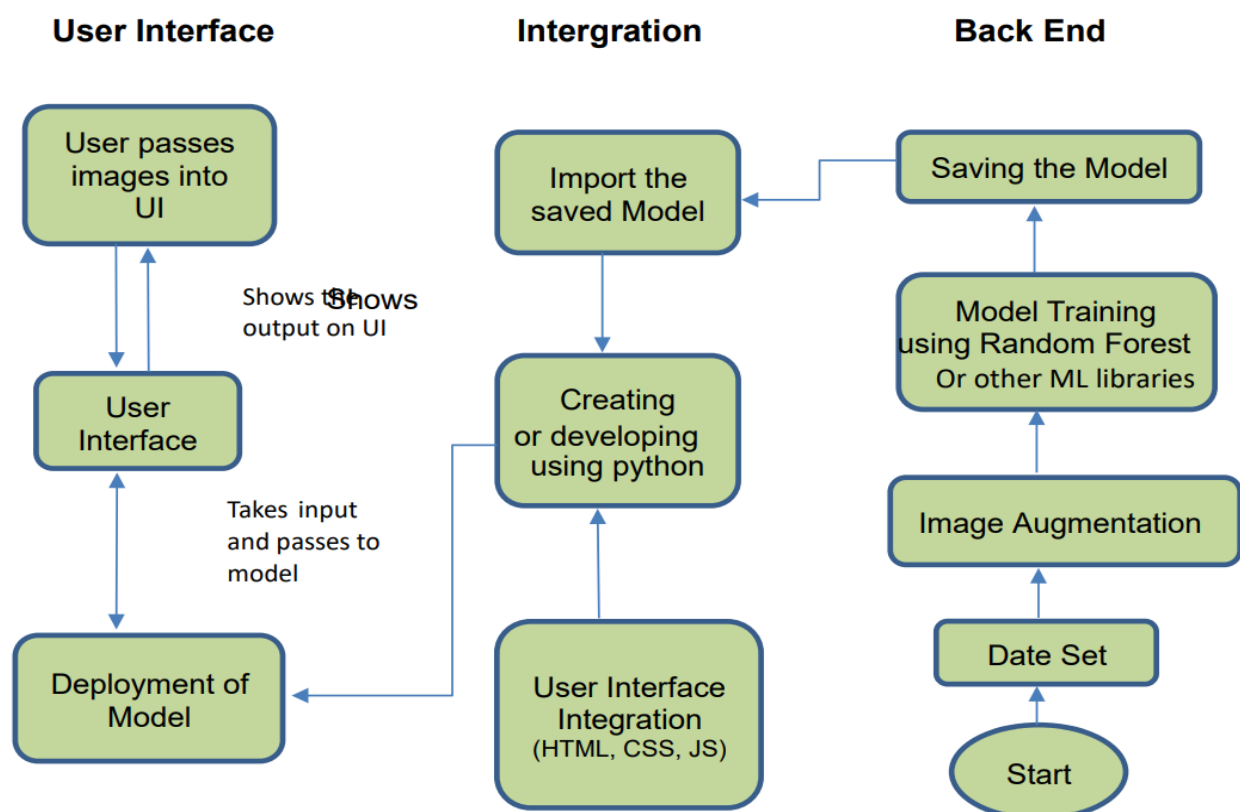 User Interface
Intergration
Back End
User passes
images into
UI
Shows the
Shows
output on UI
User
Interface
Takes input
and passes to
model
Deployment of
Model
Import the
saved Model
Creating
or developing
using python
User Interface
Integration
(HTML, CSS, JS)
Saving the Model
Model Training
using Random Forest
Or other ML libraries
Image Augmentation
Date Set
Start